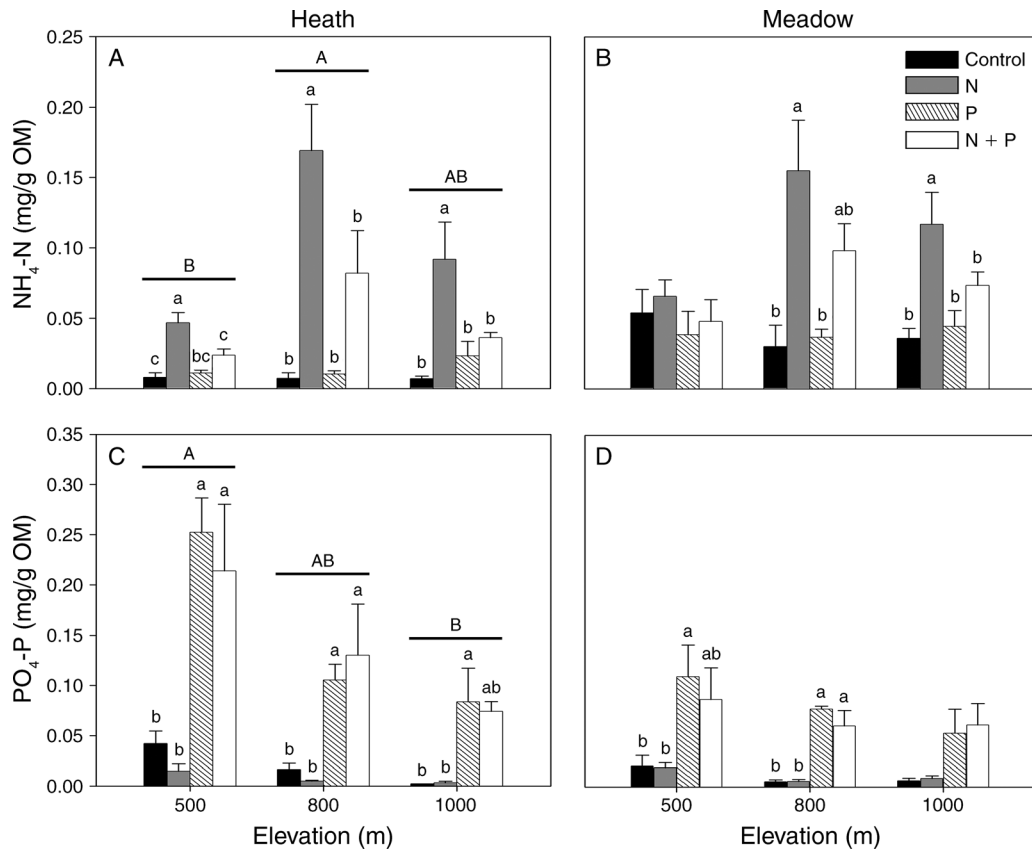 Heath
Meadow
NH₄-N (mg/g OM)
0.25
0.20
0.15
0.10
0.05
0.00
A
B
A
AB
c a bc c
b a b b
b a b b
B
Control
N
P
N + P
b a b ab
b a b b
PO₄-P (mg/g OM)
0.35
0.30
0.25
0.20
0.15
0.10
0.05
0.00
C
A
AB
B
b b a a
b b a a
b b a ab
500 800 1000
Elevation (m)
D
b b a ab
b b a a
500 800 1000
Elevation (m)